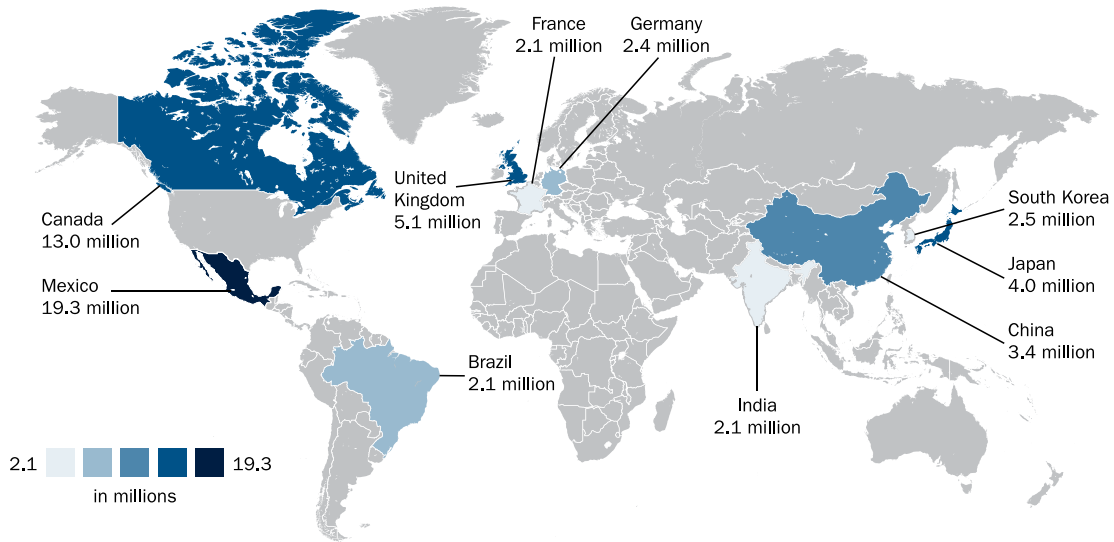 France
2.1 million
Germany
2.4 million
United
Kingdom
5.1 million
Canada
13.0 million
Mexico
19.3 million
South Korea
2.5 million
Japan
4.0 million
China
3.4 million
Brazil
2.1 million
India
2.1 million
2.1 19.3
in millions